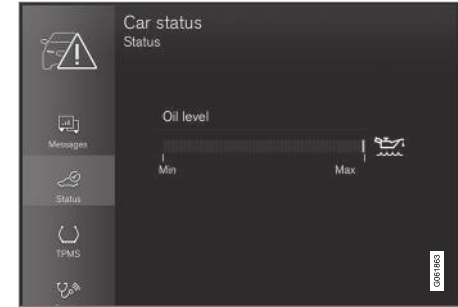 Car status
Status
Messages
Status
TPMS
Oil level
Min
Max
G061863